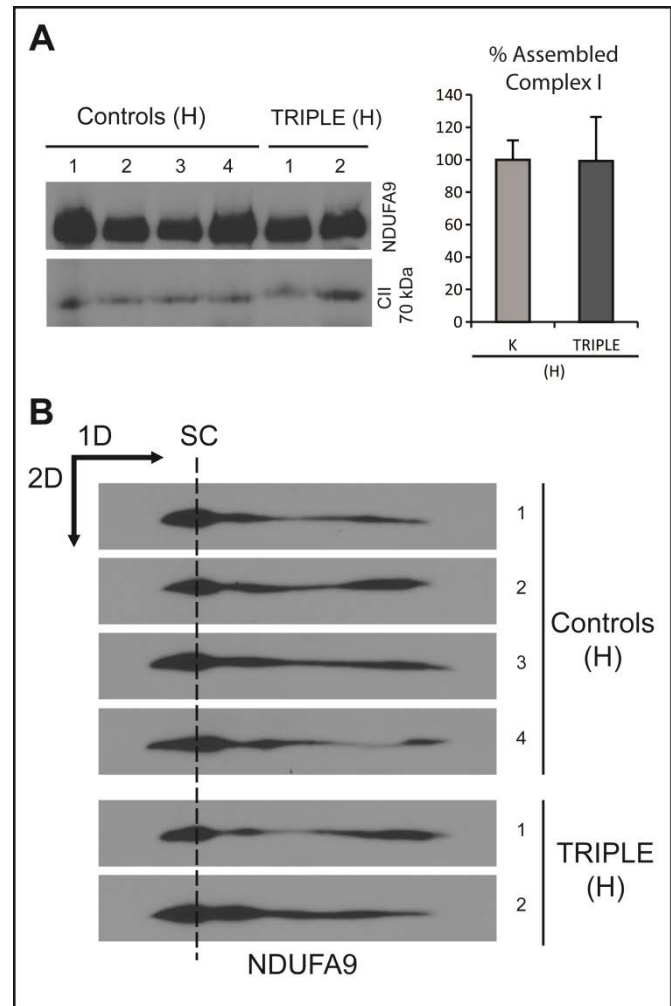 A
Controls (H)
TRIPLE (H)
1 2 3 4 1 2
NDUFA9
CII
70 kDa
% Assembled
Complex I
140
120
100
80
60
40
20
0
K TRIPLE
(H)
B
1D
2D
SC
1
2
3
4
Controls
(H)
1
2
TRIPLE
(H)
NDUFA9